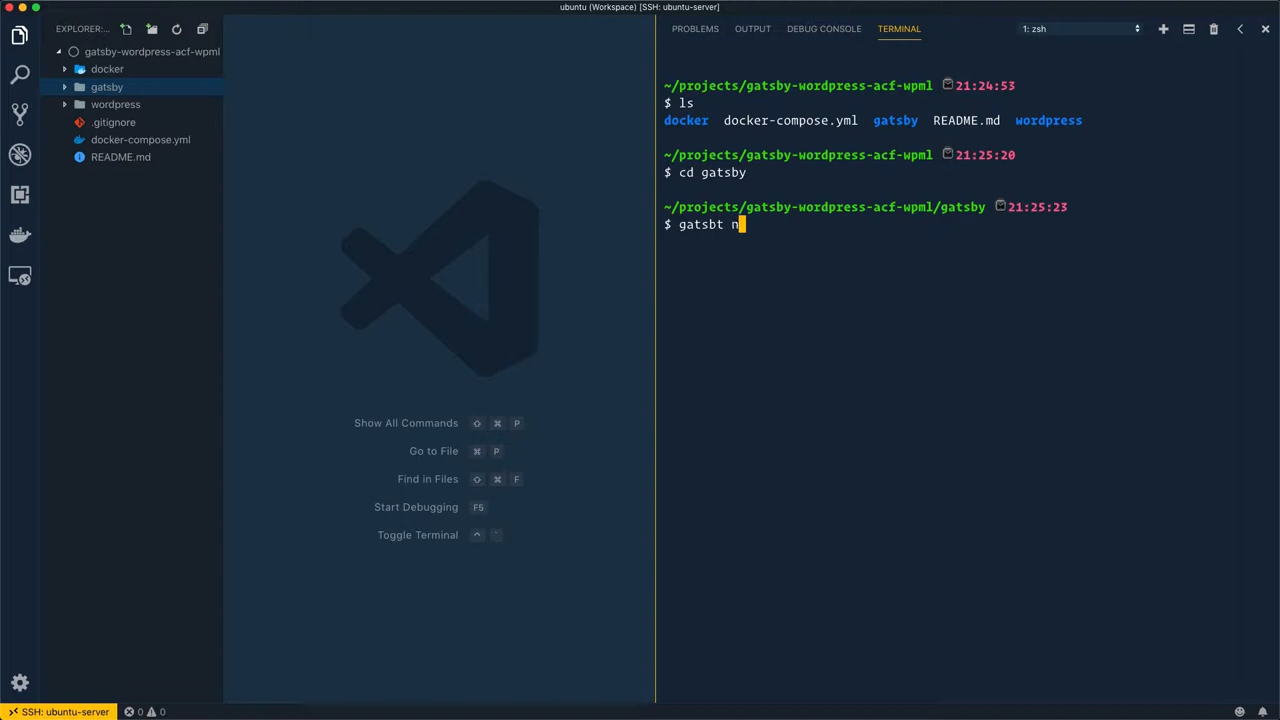 ubuntu (Workspace) [SSH: ubuntu-server]
EXPLORER:...
gatsby-wordpress-acf-wpml
docker
gatsby
wordpress
.gitignore
docker-compose.yml
README.md
Show All Commands ⇧ ⌘ P
Go to File ⌘ P
Find in Files ⇧ ⌘ F
Start Debugging F5
Toggle Terminal ^ `
PROBLEMS OUTPUT DEBUG CONSOLE TERMINAL 1: zsh
~/projects/gatsby-wordpress-acf-wpml 21:24:53
$ ls
docker docker-compose.yml gatsby README.md wordpress
~/projects/gatsby-wordpress-acf-wpml 21:25:20
$ cd gatsby
~/projects/gatsby-wordpress-acf-wpml/gatsby 21:25:23
$ gatsbt n
SSH: ubuntu-server 0 0